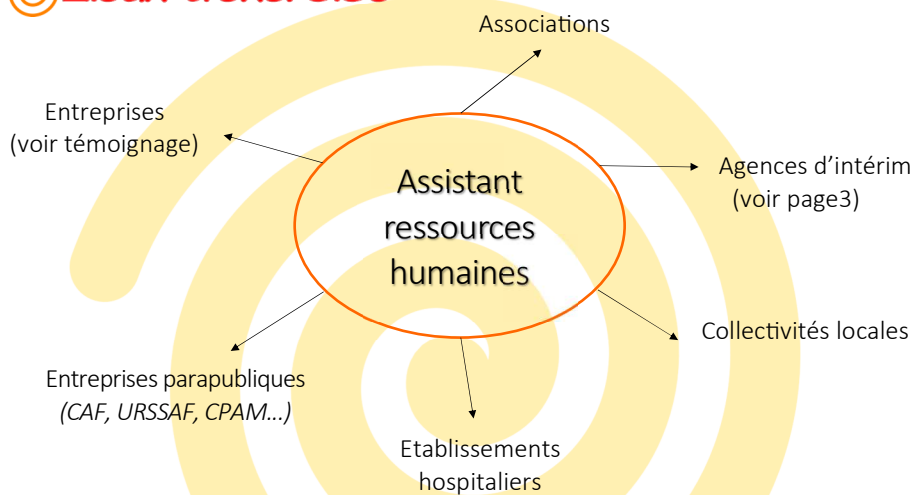 Associations
Entreprises
(voir témoignage)
Agences d’intérim
(voir page3)
Assistant
ressources
humaines
Collectivités locales
Entreprises parapubliques
(CAF, URSSAF, CPAM...)
Etablissements
hospitaliers